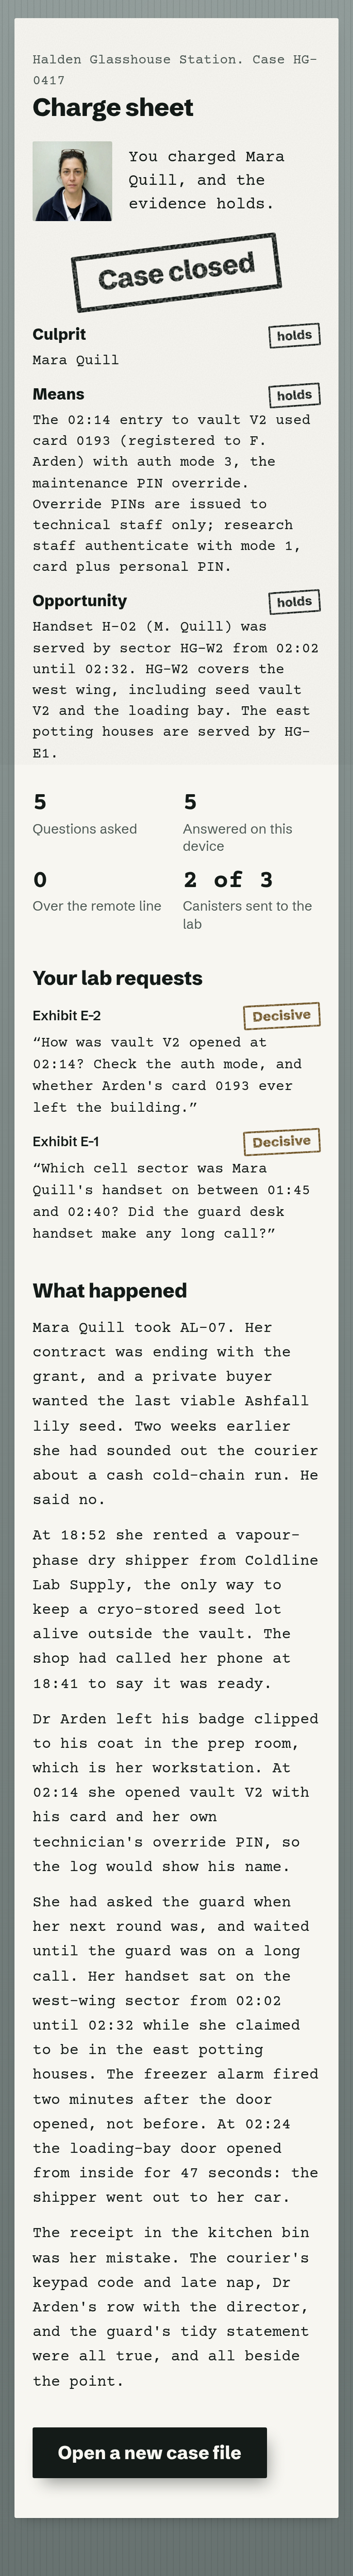 Halden Glasshouse Station. Case HG-
0417
Charge sheet
You charged Mara
Quill, and the
evidence holds.
Case closed
Culprit
holds
Mara Quill
Means
holds
The 02:14 entry to vault V2 used
card 0193 (registered to F.
Arden) with auth mode 3, the
maintenance PIN override.
Override PINs are issued to
technical staff only; research
staff authenticate with mode 1,
card plus personal PIN.
Opportunity
holds
Handset H-02 (M. Quill) was
served by sector HG-W2 from 02:02
until 02:32. HG-W2 covers the
west wing, including seed vault
V2 and the loading bay. The east
potting houses are served by HG-
E1.
5
Questions asked
5
Answered on this
device
0
Over the remote line
2 of 3
Canisters sent to the
lab
Your lab requests
Exhibit E-2
Decisive
“How was vault V2 opened at
02:14? Check the auth mode, and
whether Arden's card 0193 ever
left the building.”
Exhibit E-1
Decisive
“Which cell sector was Mara
Quill's handset on between 01:45
and 02:40? Did the guard desk
handset make any long call?”
What happened
Mara Quill took AL-07. Her
contract was ending with the
grant, and a private buyer
wanted the last viable Ashfall
lily seed. Two weeks earlier
she had sounded out the courier
about a cash cold-chain run. He
said no.
At 18:52 she rented a vapour-
phase dry shipper from Coldline
Lab Supply, the only way to
keep a cryo-stored seed lot
alive outside the vault. The
shop had called her phone at
18:41 to say it was ready.
Dr Arden left his badge clipped
to his coat in the prep room,
which is her workstation. At
02:14 she opened vault V2 with
his card and her own
technician's override PIN, so
the log would show his name.
She had asked the guard when
her next round was, and waited
until the guard was on a long
call. Her handset sat on the
west-wing sector from 02:02
until 02:32 while she claimed
to be in the east potting
houses. The freezer alarm fired
two minutes after the door
opened, not before. At 02:24
the loading-bay door opened
from inside for 47 seconds: the
shipper went out to her car.
The receipt in the kitchen bin
was her mistake. The courier's
keypad code and late nap, Dr
Arden's row with the director,
and the guard's tidy statement
were all true, and all beside
the point.
Open a new case file